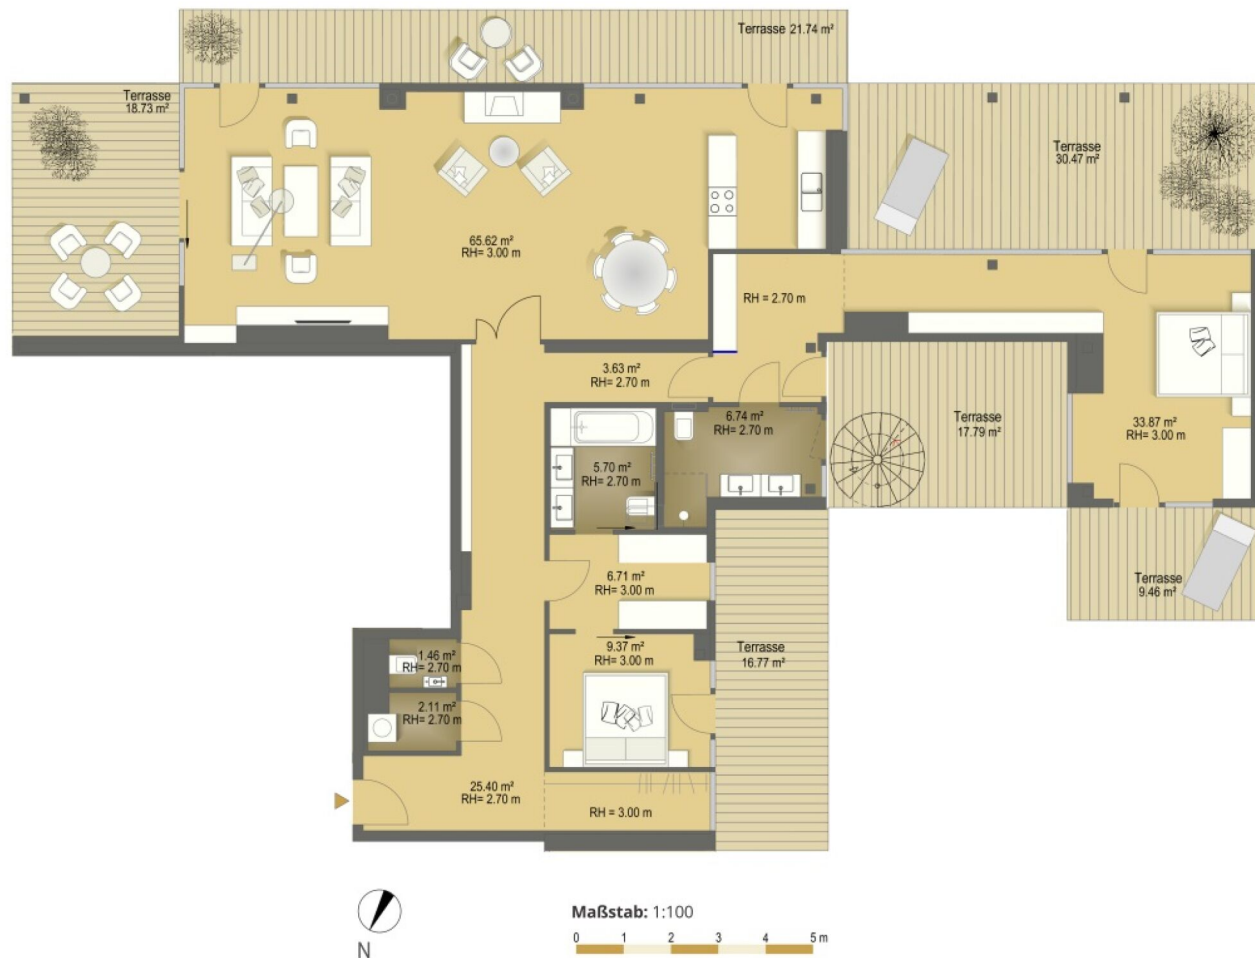 Terrasse 21.74 m²
Terrasse
18.73 m²
Terrasse
30.47 m²
65.62 m²
RH= 3.00 m
RH = 2.70 m
3.63 m²
RH= 2.70 m
6.74 m²
RH= 2.70 m
Terrasse
17.79 m²
33.87 m²
RH= 3.00 m
5.70 m²
RH= 2.70 m
6.71 m²
RH= 3.00 m
Terrasse
9.46 m²
1.46 m²
RH= 2.70 m
9.37 m²
RH= 3.00 m
Terrasse
16.77 m²
2.11 m²
RH= 2.70 m
25.40 m²
RH= 2.70 m
RH = 3.00 m
N
Maßstab: 1:100
0 1 2 3 4 5 m